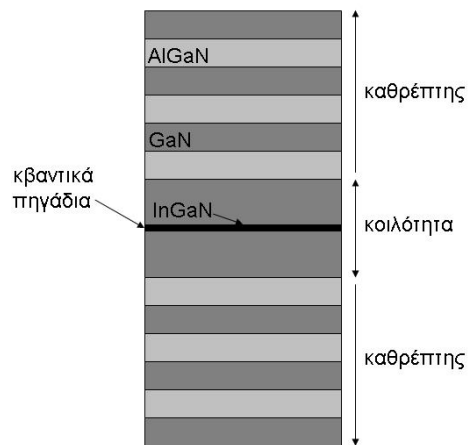 AlGaN
καθρέπτης
GaN
κβαντικά
πηγάδια
InGaN
κοιλότητα
καθρέπτης